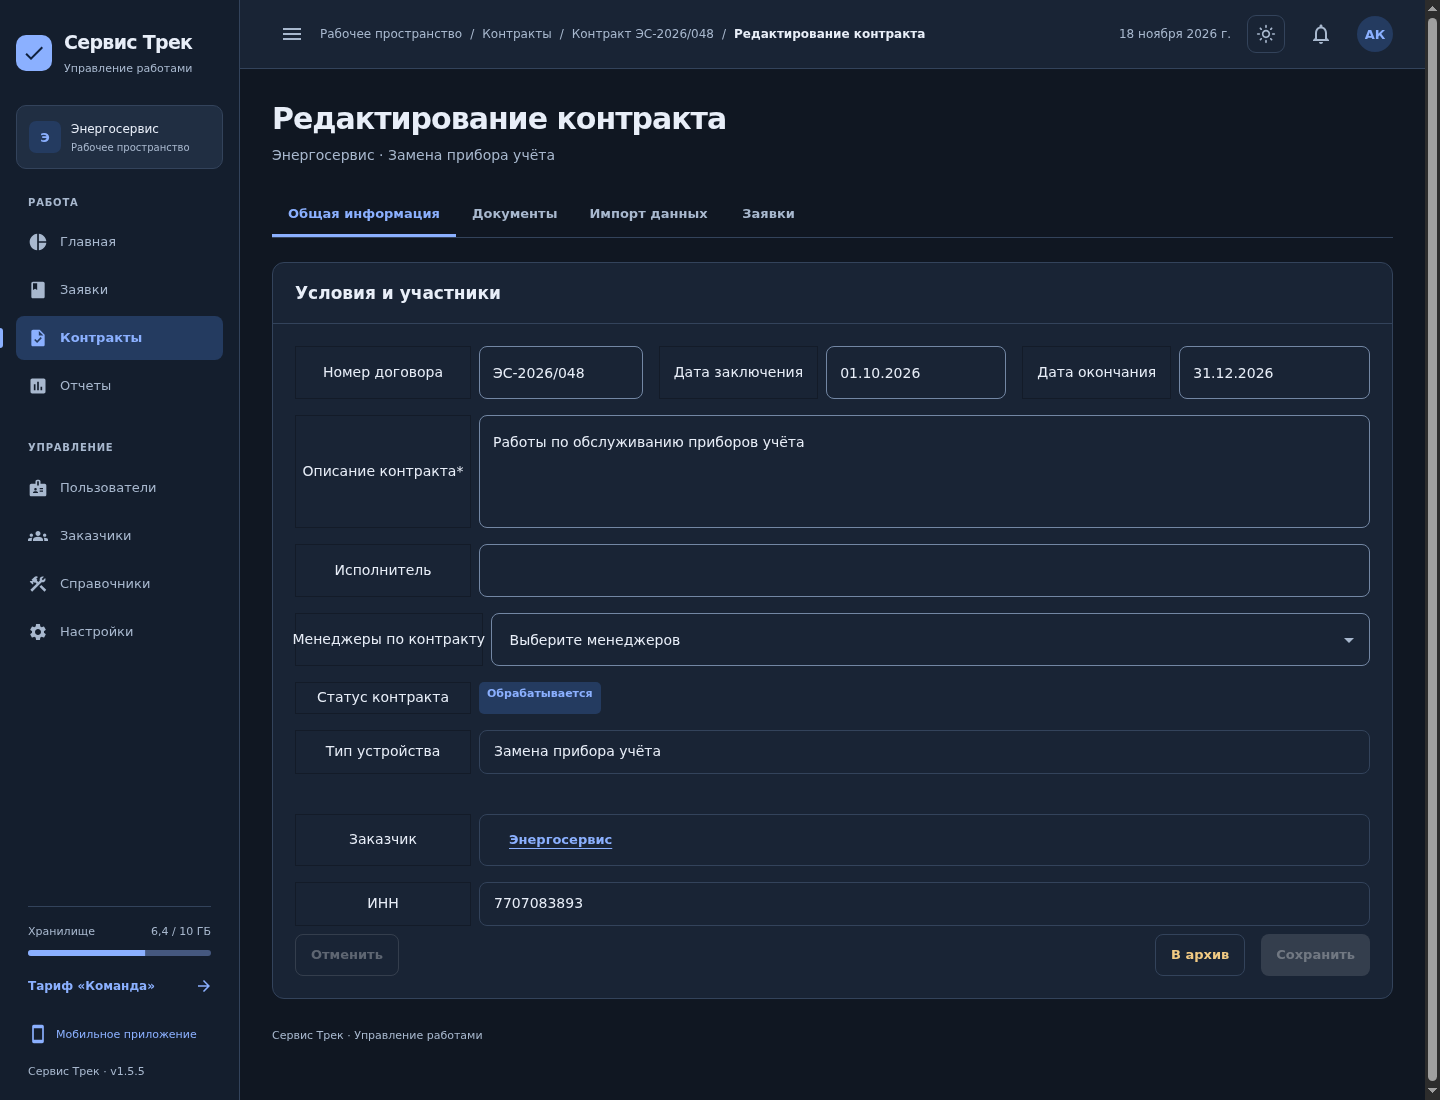 Сервис Трек
Управление работами
Э
Энергосервис
Рабочее пространство
РАБОТА
Главная
Заявки
Контракты
Отчеты
УПРАВЛЕНИЕ
Пользователи
Заказчики
Справочники
Настройки
Хранилище 6,4 / 10 ГБ
Тариф «Команда»
Мобильное приложение
Сервис Трек · v1.5.5
Рабочее пространство / Контракты / Контракт ЭС-2026/048 / Редактирование контракта
18 ноября 2026 г.
АК
Редактирование контракта
Энергосервис · Замена прибора учёта
Общая информация Документы Импорт данных Заявки
Условия и участники
Номер договора ЭС-2026/048 Дата заключения 01.10.2026 Дата окончания 31.12.2026
Описание контракта* Работы по обслуживанию приборов учёта
Исполнитель
Менеджеры по контракту Выберите менеджеров
Статус контракта Обрабатывается
Тип устройства Замена прибора учёта
Заказчик Энергосервис
ИНН 7707083893
Отменить В архив Сохранить
Сервис Трек · Управление работами